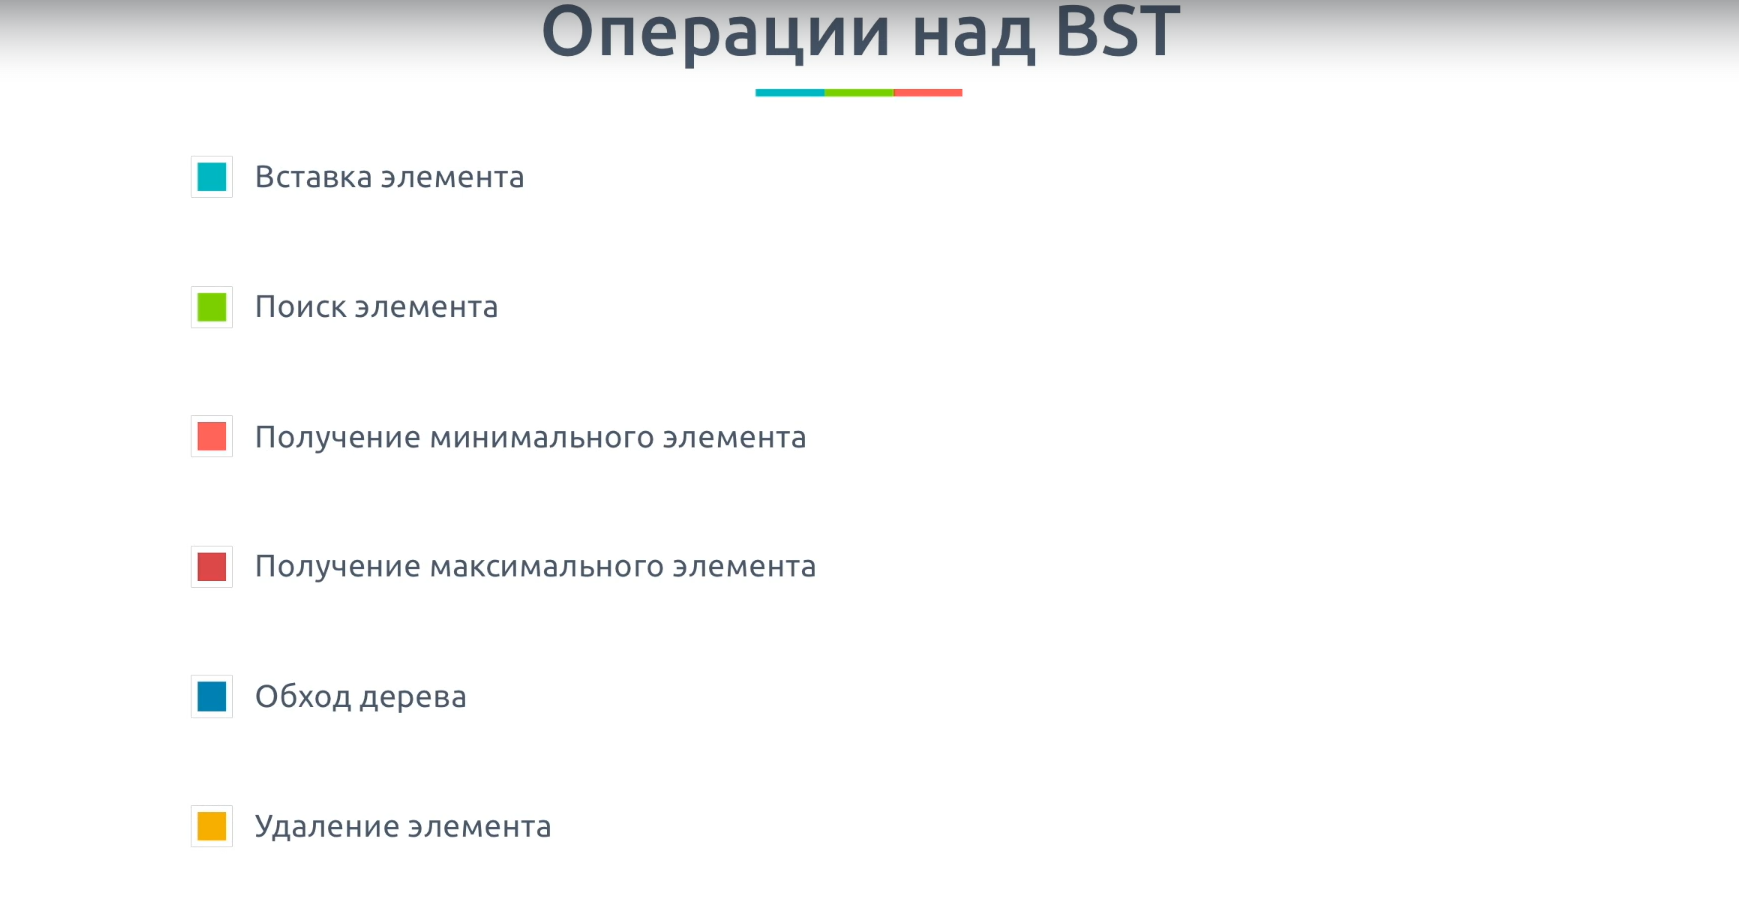 Операции над BST
Вставка элемента
Поиск элемента
Получение минимального элемента
Получение максимального элемента
Обход дерева
Удаление элемента